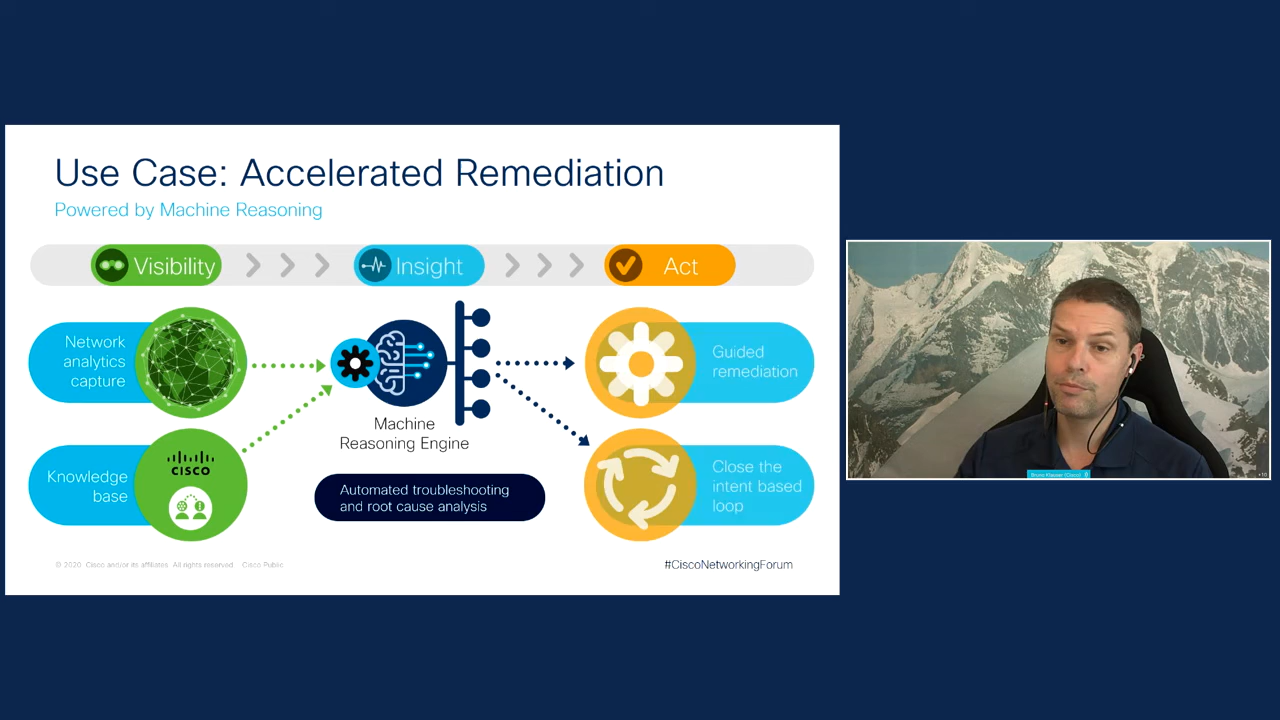 Use Case: Accelerated Remediation
Powered by Machine Reasoning
Visibility
Insight
Act
Network
analytics
capture
Knowledge
base
CISCO
Machine
Reasoning Engine
Automated troubleshooting
and root cause analysis
Guided
remediation
Close the
intent based
loop
© 2020 Cisco and/or its affiliates. All rights reserved. Cisco Public
#CiscoNetworkingForum